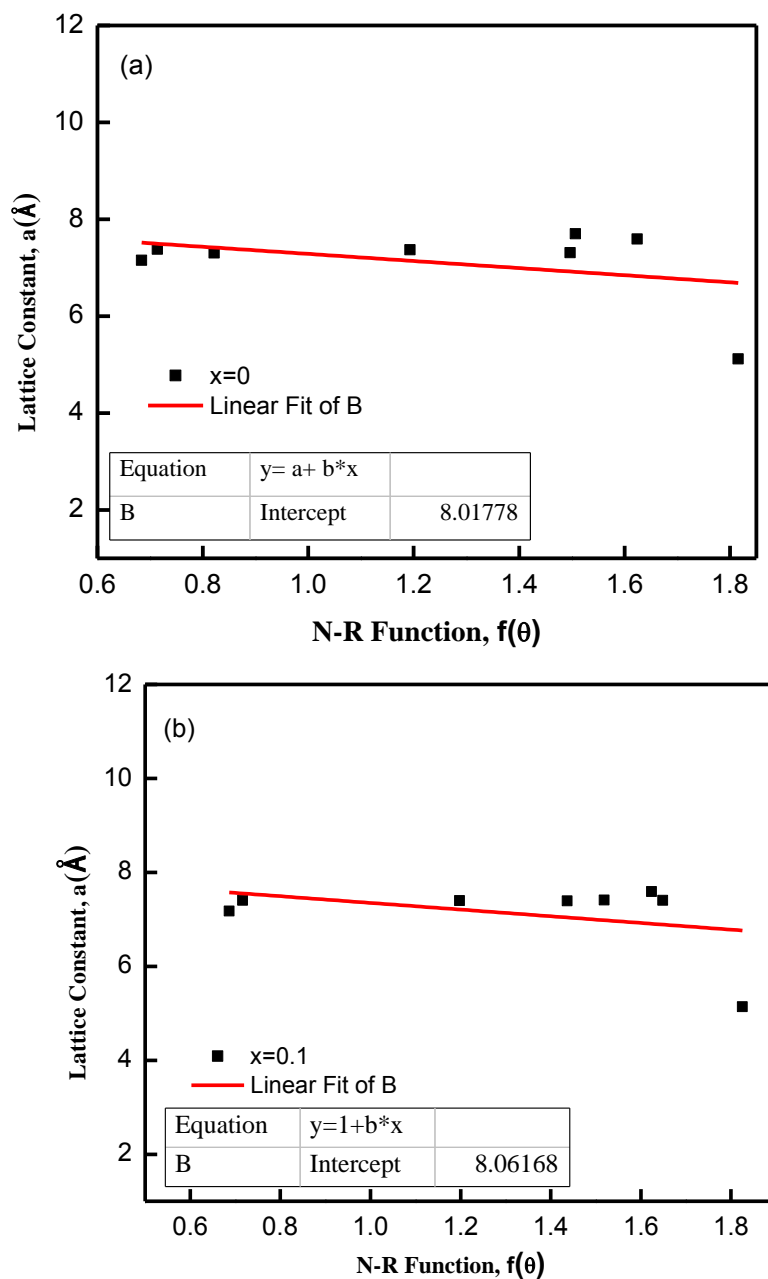 12
(a)
10
8
6
4
2
Lattice Constant, a(Å)
x=0
Linear Fit of B
Equation y= a+ b*x
B Intercept 8.01778
0.6 0.8 1.0 1.2 1.4 1.6 1.8
N-R Function, f(θ)
12
(b)
10
8
6
4
2
Lattice Constant, a(Å)
x=0.1
Linear Fit of B
Equation y=1+b*x
B Intercept 8.06168
0.6 0.8 1.0 1.2 1.4 1.6 1.8
N-R Function, f(θ)